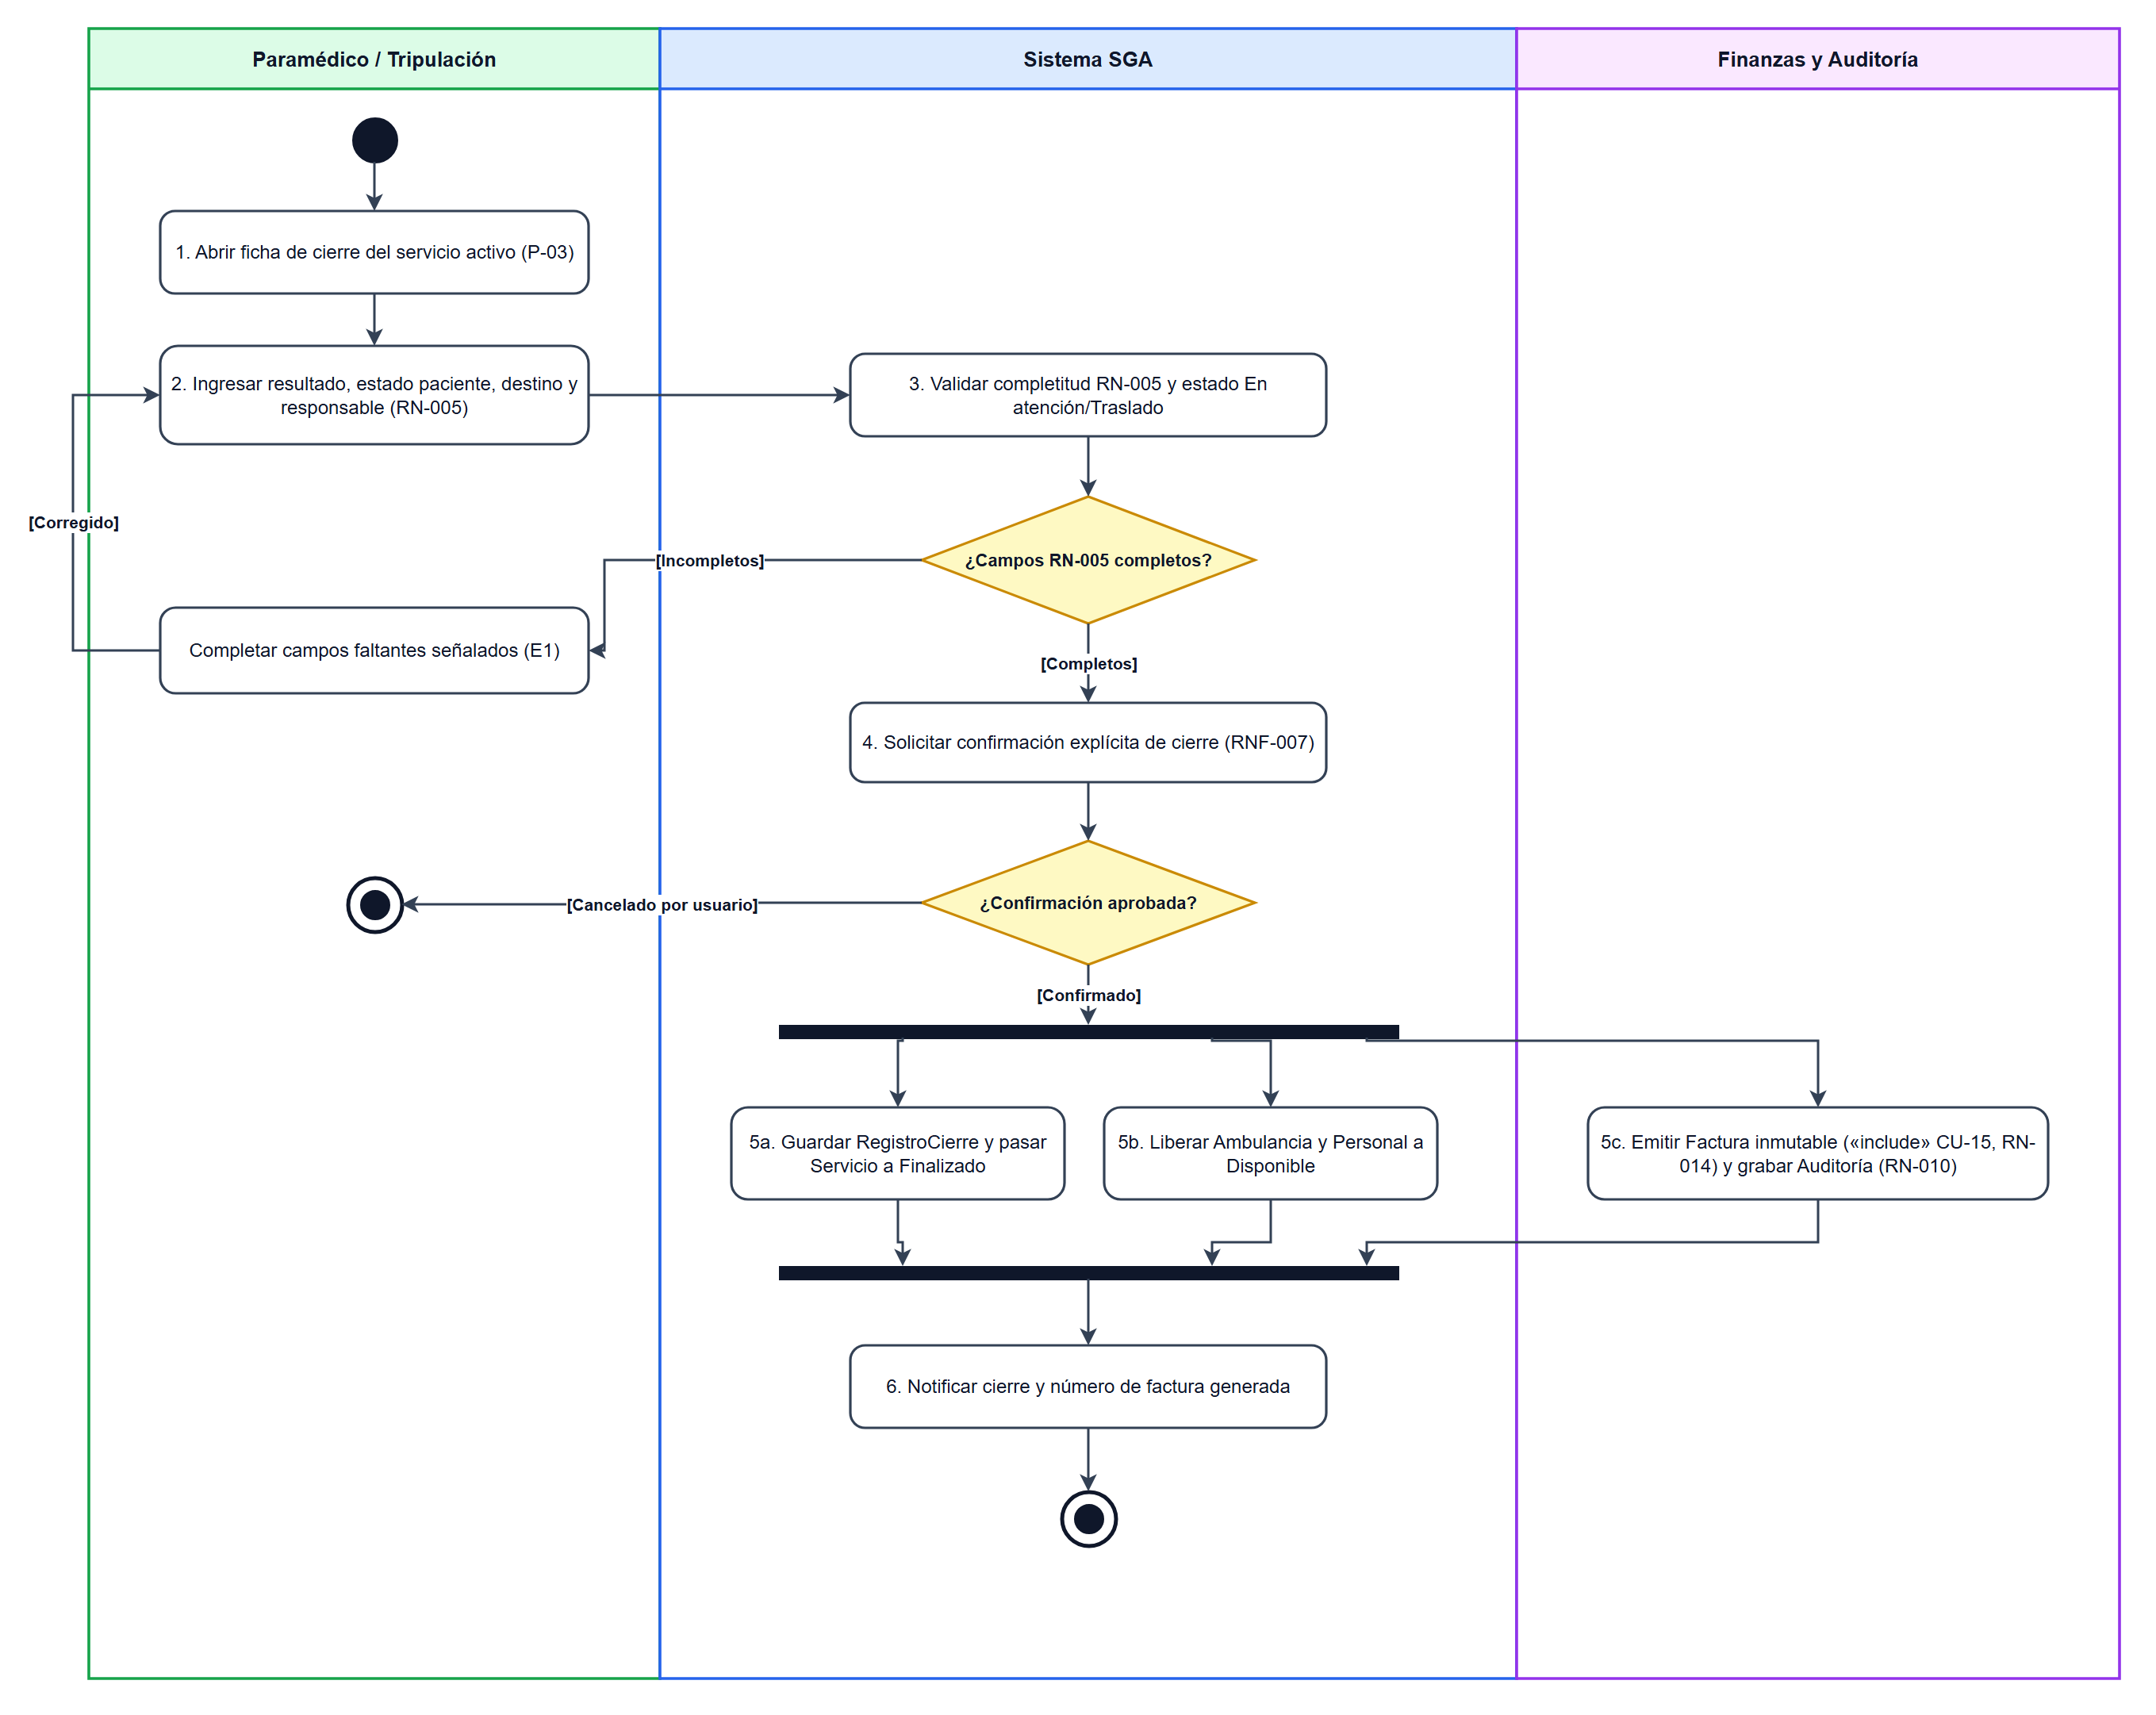 Paramédico / Tripulación
Sistema SGA
Finanzas y Auditoría
1. Abrir ficha de cierre del servicio activo (P-03)
2. Ingresar resultado, estado paciente, destino y
responsable (RN-005)
3. Validar completitud RN-005 y estado En
atención/Traslado
[Corregido]
¿Campos RN-005 completos?
[Incompletos]
Completar campos faltantes señalados (E1)
[Completos]
4. Solicitar confirmación explícita de cierre (RNF-007)
¿Confirmación aprobada?
[Cancelado por usuario]
[Confirmado]
5a. Guardar RegistroCierre y pasar
Servicio a Finalizado
5b. Liberar Ambulancia y Personal a
Disponible
5c. Emitir Factura inmutable («include» CU-15, RN-
014) y grabar Auditoría (RN-010)
6. Notificar cierre y número de factura generada